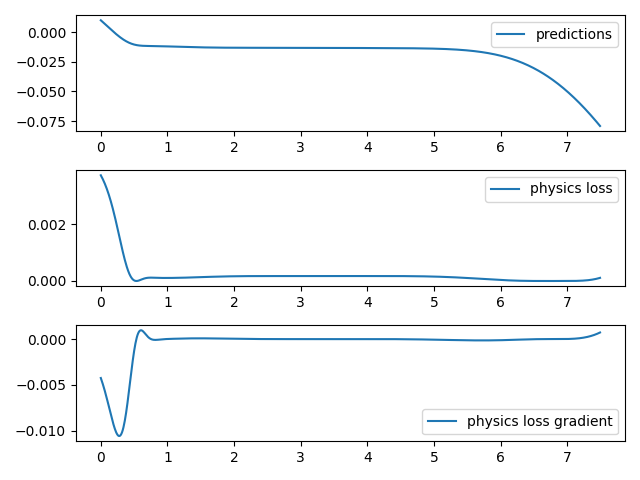 0.000
−0.025
−0.050
−0.075
predictions
0 1 2 3 4 5 6 7
0.002
0.000
physics loss
0 1 2 3 4 5 6 7
0.000
−0.005
−0.010
physics loss gradient
0 1 2 3 4 5 6 7